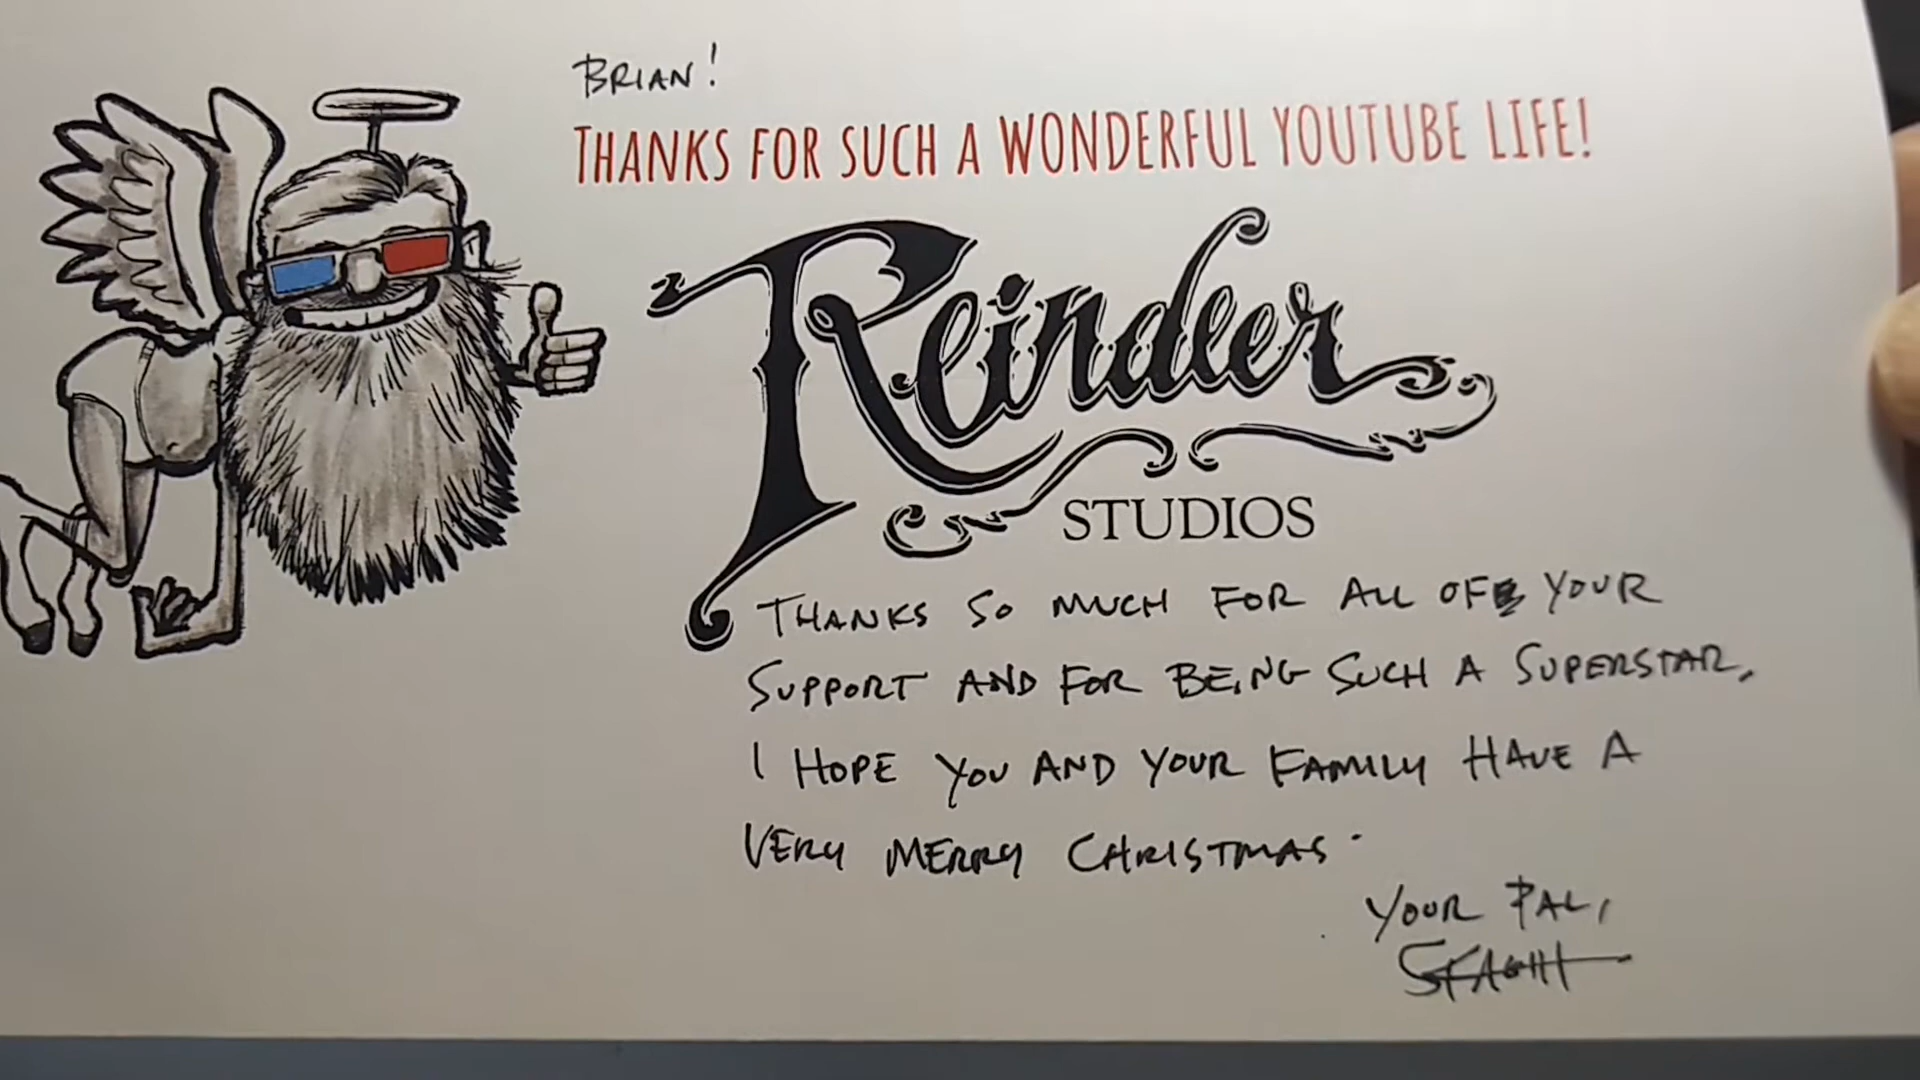 BRIAN!
THANKS FOR SUCH A WONDERFUL YOUTUBE LIFE!
Reindeer
STUDIOS
THANKS SO MUCH FOR ALL OF YOUR
SUPPORT AND FOR BEING SUCH A SUPERSTAR,
I HOPE YOU AND YOUR FAMILY HAVE A
VERY MERRY CHRISTMAS.
YOUR PAL,